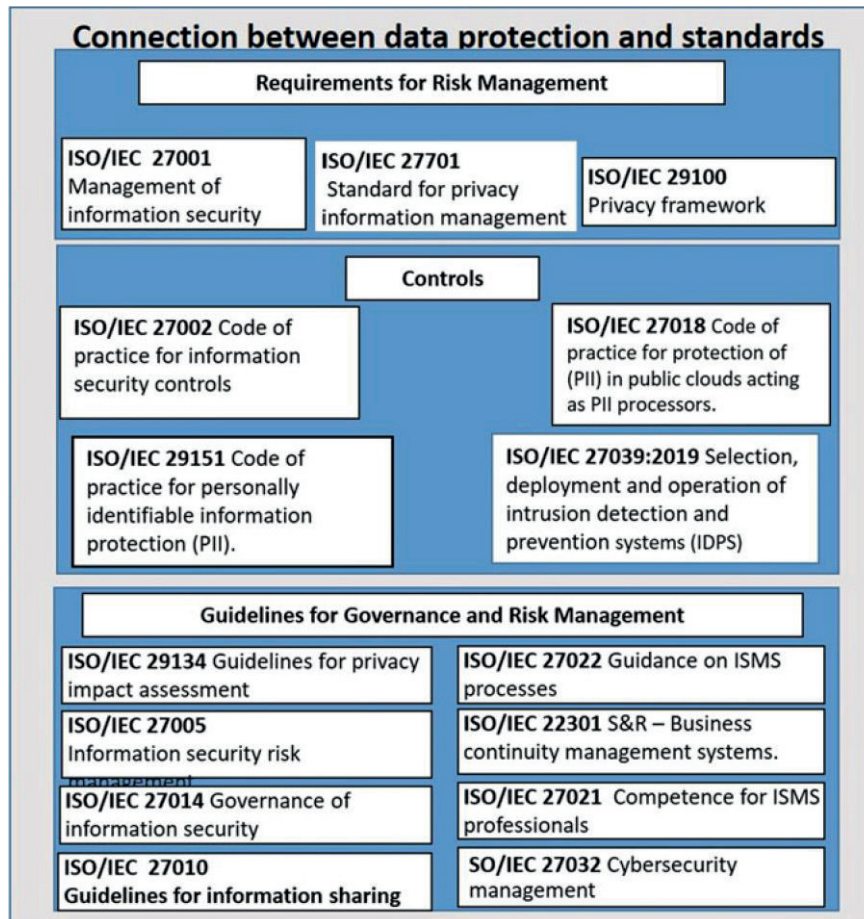 Connection between data protection and standards
Requirements for Risk Management
ISO/IEC 27001
Management of
information security
ISO/IEC 27701
Standard for privacy
information management
ISO/IEC 29100
Privacy framework
Controls
ISO/IEC 27002 Code of
practice for information
security controls
ISO/IEC 27018 Code of
practice for protection of
(PII) in public clouds acting
as PII processors.
ISO/IEC 29151 Code of
practice for personally
identifiable information
protection (PII).
ISO/IEC 27039:2019 Selection,
deployment and operation of
intrusion detection and
prevention systems (IDPS)
Guidelines for Governance and Risk Management
ISO/IEC 29134 Guidelines for privacy
impact assessment
ISO/IEC 27022 Guidance on ISMS
processes
ISO/IEC 27005
Information security risk
management
ISO/IEC 22301 S&R – Business
continuity management systems.
ISO/IEC 27014 Governance of
information security
ISO/IEC 27021 Competence for ISMS
professionals
ISO/IEC 27010
Guidelines for information sharing
SO/IEC 27032 Cybersecurity
management